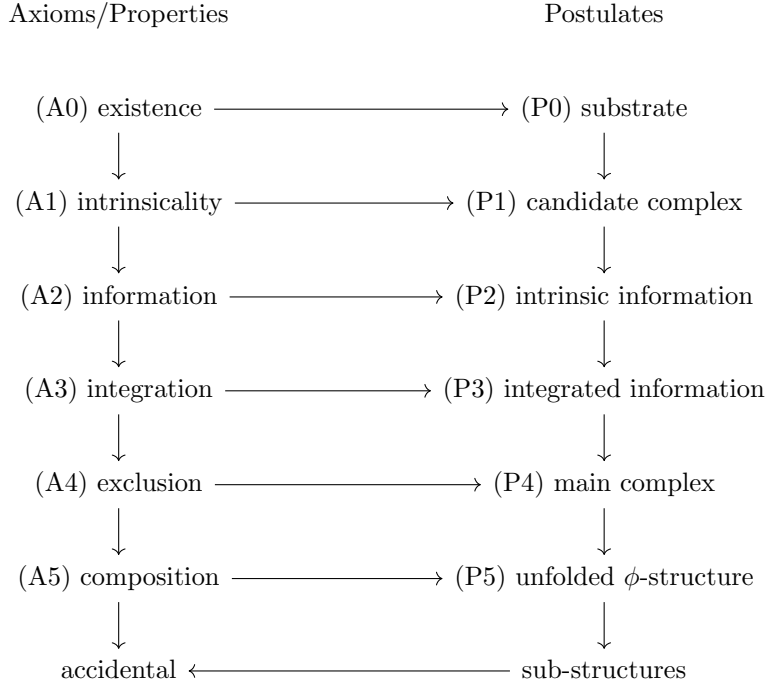 Axioms/Properties Postulates
(A0) existence (P0) substrate
(A1) intrinsicality (P1) candidate complex
(A2) information (P2) intrinsic information
(A3) integration (P3) integrated information
(A4) exclusion (P4) main complex
(A5) composition (P5) unfolded ϕ-structure
accidental sub-structures